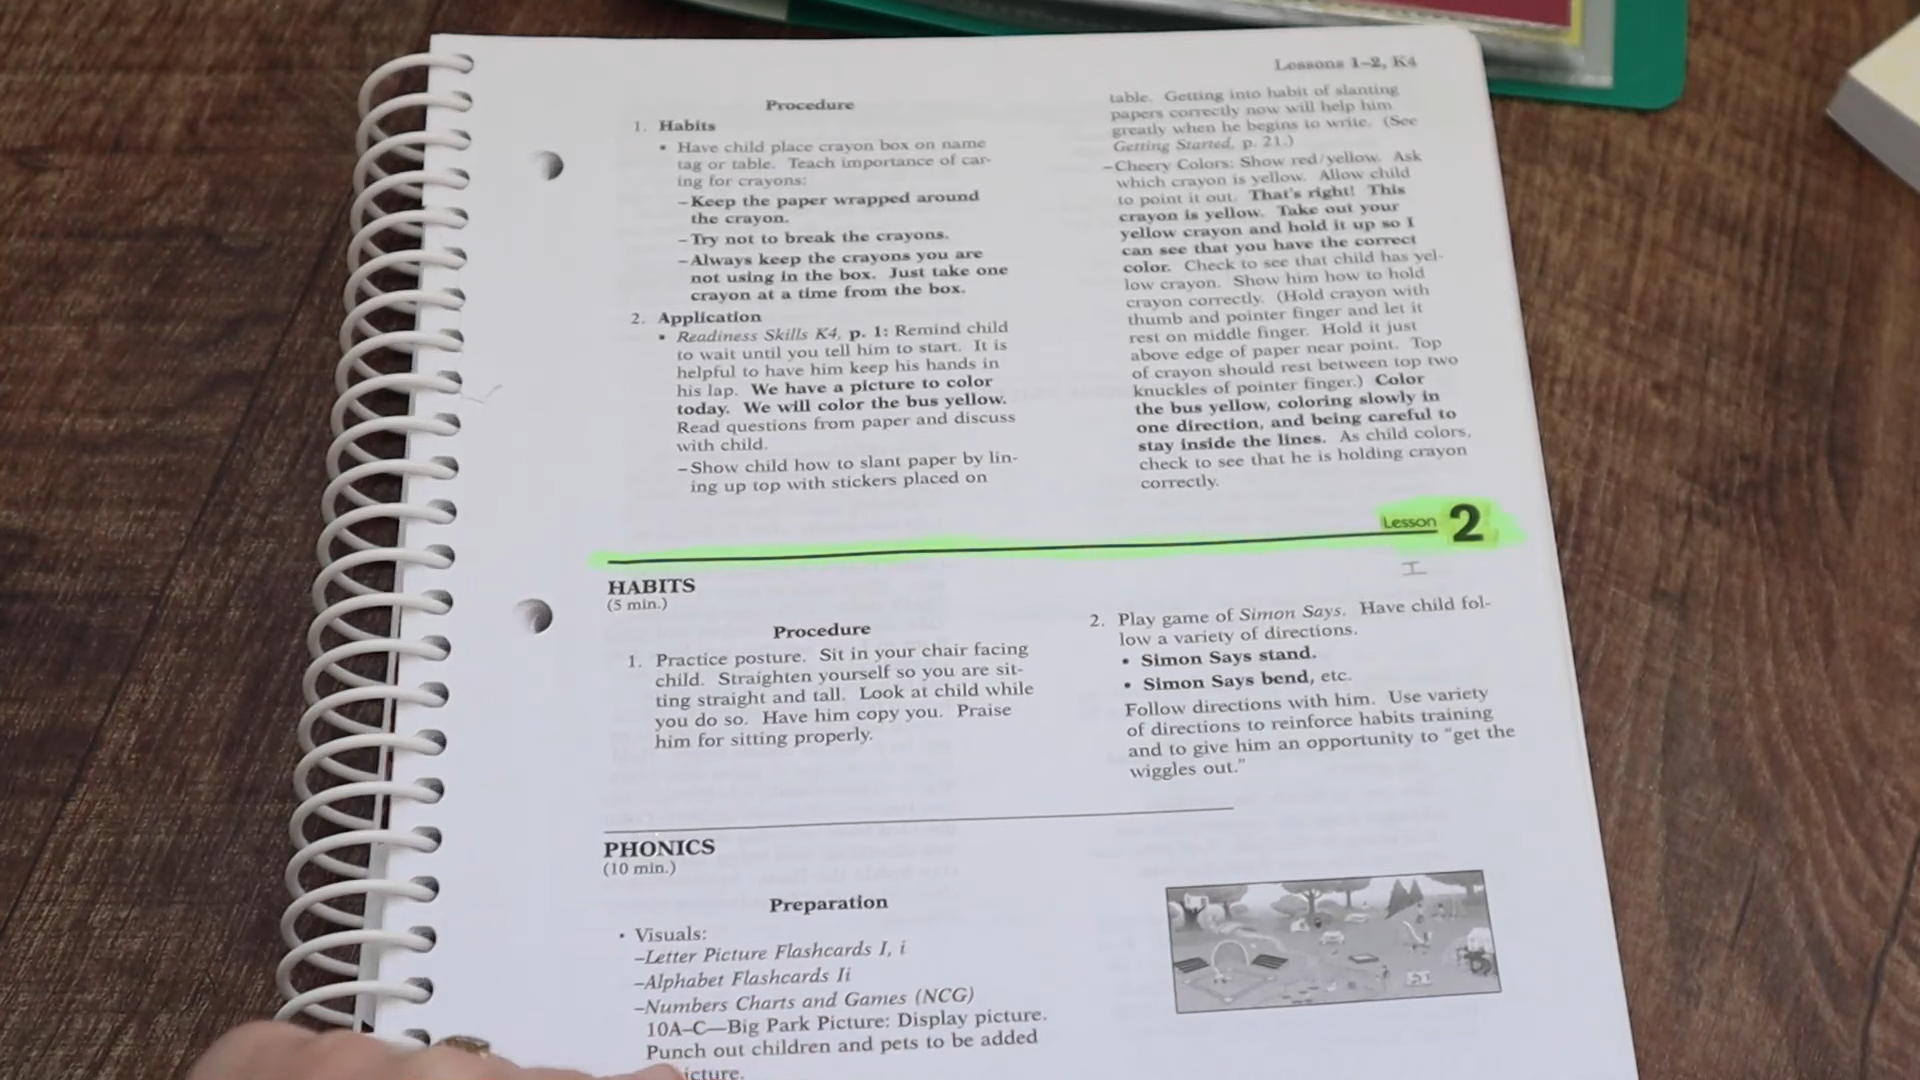 Lessons 1–2, K4
Procedure
1. Habits
• Have child place crayon box on name
tag or table. Teach importance of car-
ing for crayons:
–Keep the paper wrapped around
the crayon.
–Try not to break the crayons.
–Always keep the crayons you are
not using in the box. Just take one
crayon at a time from the box.
2. Application
• Readiness Skills K4, p. 1: Remind child
to wait until you tell him to start. It is
helpful to have him keep his hands in
his lap. We have a picture to color
today. We will color the bus yellow.
Read questions from paper and discuss
with child.
–Show child how to slant paper by lin-
ing up top with stickers placed on
table. Getting into habit of slanting
papers correctly now will help him
greatly when he begins to write. (See
Getting Started, p. 21.)
–Cheery Colors: Show red/yellow. Ask
which crayon is yellow. Allow child
to point it out. That's right! This
crayon is yellow. Take out your
yellow crayon and hold it up so I
can see that you have the correct
color. Check to see that child has yel-
low crayon. Show him how to hold
crayon correctly. (Hold crayon with
thumb and pointer finger and let it
rest on middle finger. Hold it just
above edge of paper near point. Top
of crayon should rest between top two
knuckles of pointer finger.) Color
the bus yellow, coloring slowly in
one direction, and being careful to
stay inside the lines. As child colors,
check to see that he is holding crayon
correctly.
Lesson 2
I
HABITS
(5 min.)
Procedure
1. Practice posture. Sit in your chair facing
child. Straighten yourself so you are sit-
ting straight and tall. Look at child while
you do so. Have him copy you. Praise
him for sitting properly.
2. Play game of Simon Says. Have child fol-
low a variety of directions.
• Simon Says stand.
• Simon Says bend, etc.
Follow directions with him. Use variety
of directions to reinforce habits training
and to give him an opportunity to "get the
wiggles out."
PHONICS
(10 min.)
Preparation
• Visuals:
–Letter Picture Flashcards I, i
–Alphabet Flashcards Ii
–Numbers Charts and Games (NCG)
10A–C—Big Park Picture: Display picture.
Punch out children and pets to be added